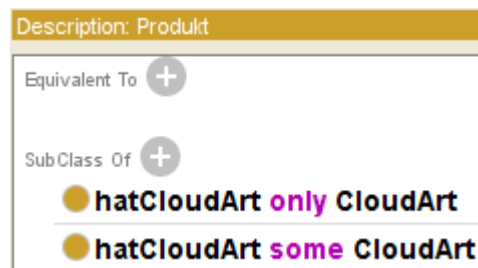 Description: Produkt
Equivalent To
SubClass Of
hatCloudArt only CloudArt
hatCloudArt some CloudArt